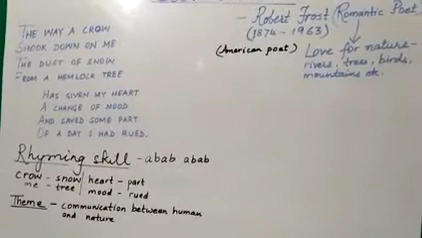 THE WAY A CROW
SHOOK DOWN ON ME
THE DUST OF SNOW
FROM A HEMLOCK TREE
HAS GIVEN MY HEART
A CHANGE OF MOOD
AND SAVED SOME PART
OF A DAY I HAD RUED.
- Robert Frost (Romantic Poet)
(1874 - 1963)
(American poet)
Love for nature -
rivers, trees, birds,
mountains etc.
Rhyming skill - abab abab
crow - snow heart - part
me - tree mood - rued
Theme - communication between human
and nature